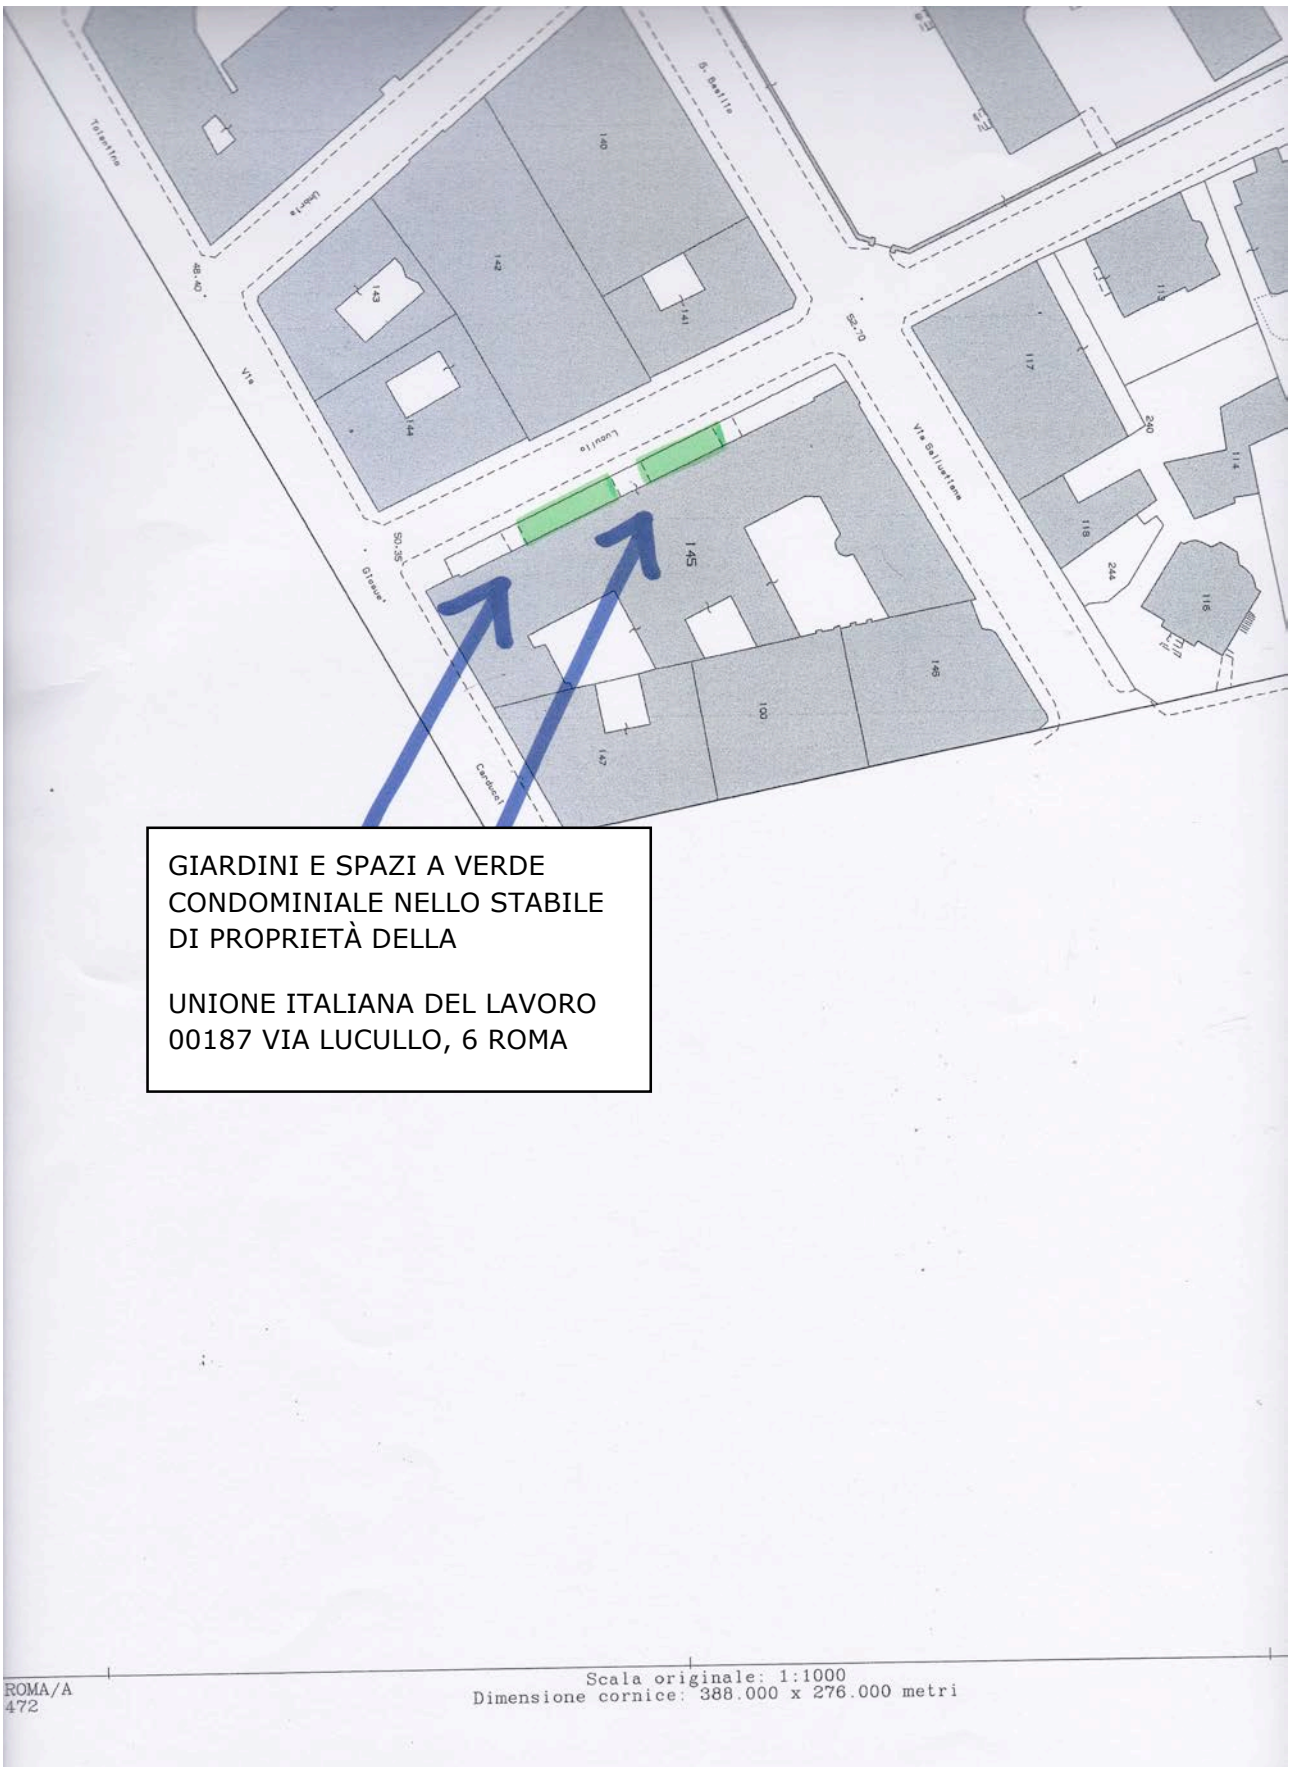 S. Basilio
Tolentino
140
Umbria
142
48.40
143
141
113
52.70
117
Via
144
240
Lucullo
Via Sallustiana
114
145
118
50.35
244
Giosue'
116
146
100
147
Carducci
GIARDINI E SPAZI A VERDE
CONDOMINIALE NELLO STABILE
DI PROPRIETÀ DELLA
UNIONE ITALIANA DEL LAVORO
00187 VIA LUCULLO, 6 ROMA
Scala originale: 1:1000
Dimensione cornice: 388.000 x 276.000 metri
ROMA/A
472